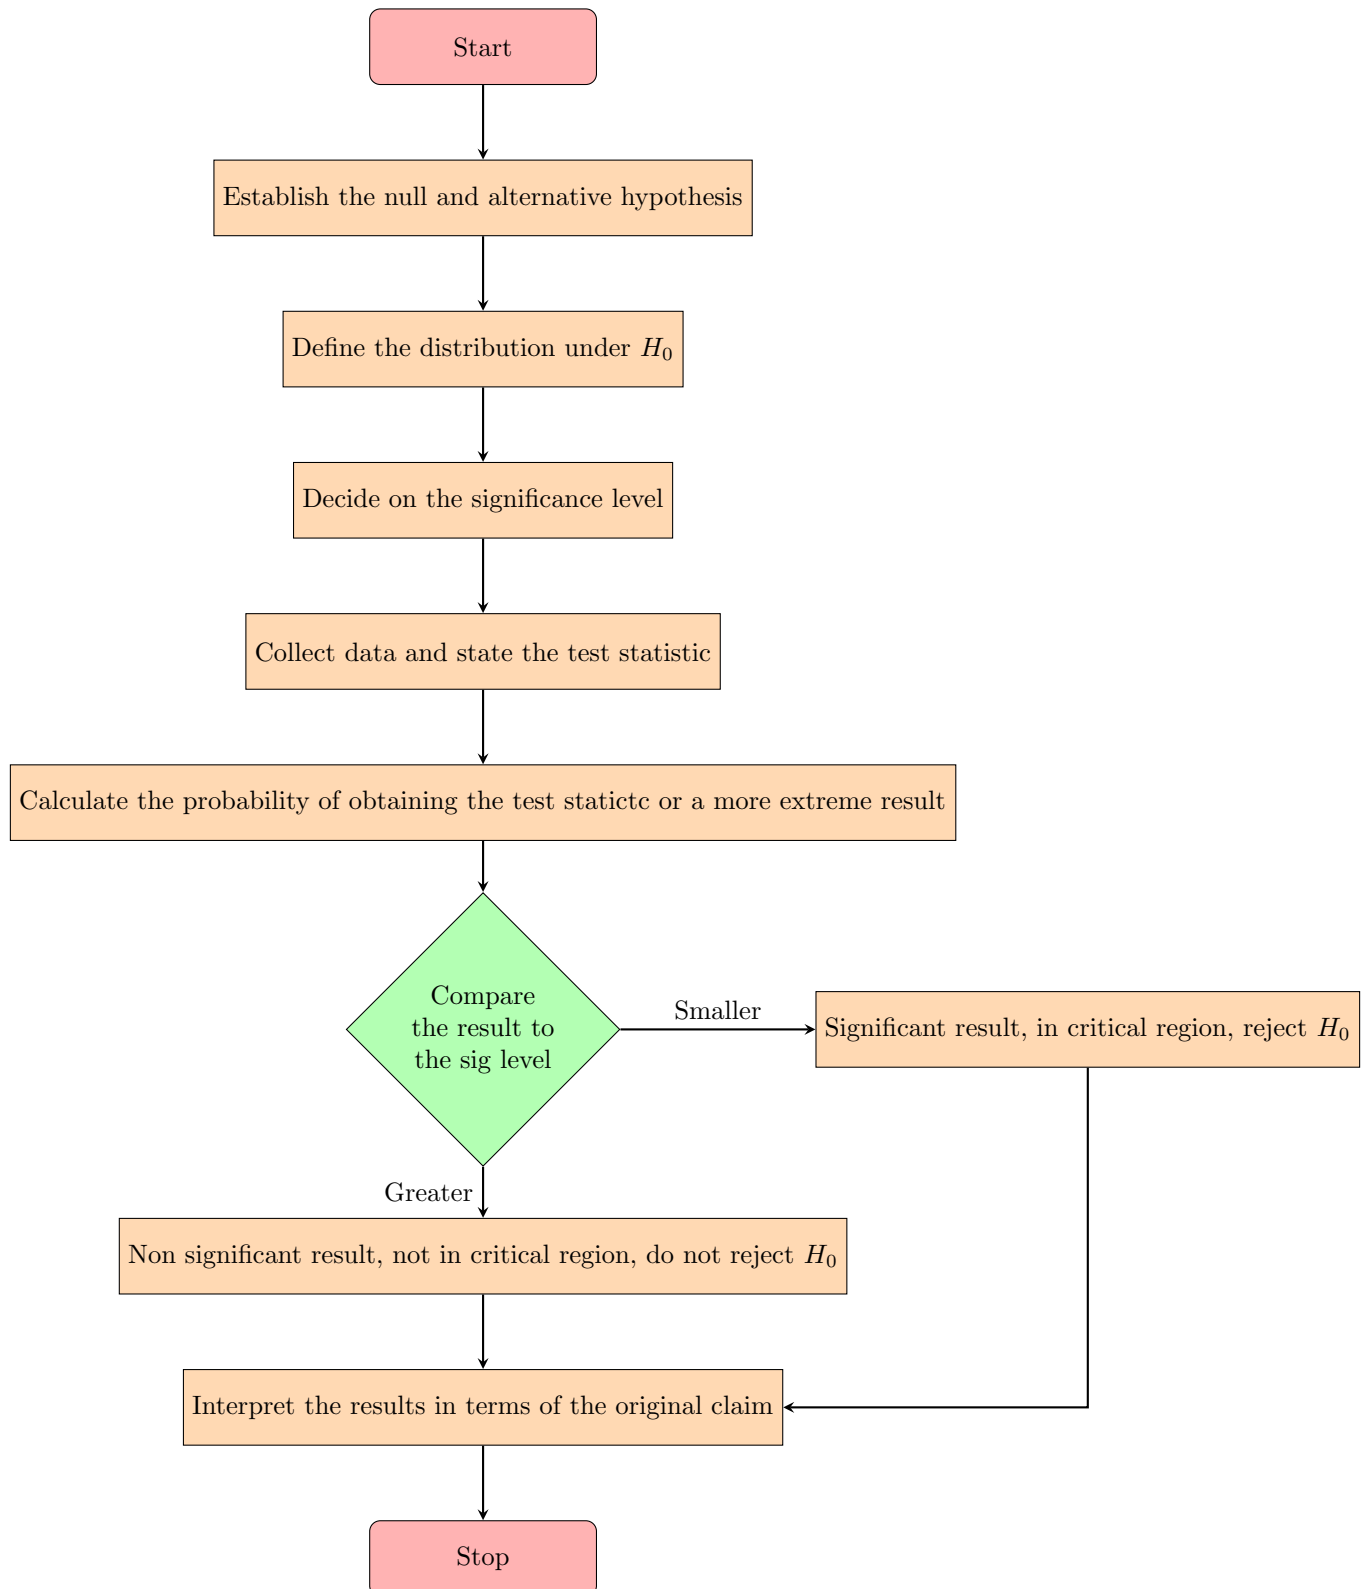 Start
Establish the null and alternative hypothesis
Define the distribution under H₀
Decide on the significance level
Collect data and state the test statistic
Calculate the probability of obtaining the test statictc or a more extreme result
Compare
the result to
the sig level
Smaller
Significant result, in critical region, reject H₀
Greater
Non significant result, not in critical region, do not reject H₀
Interpret the results in terms of the original claim
Stop